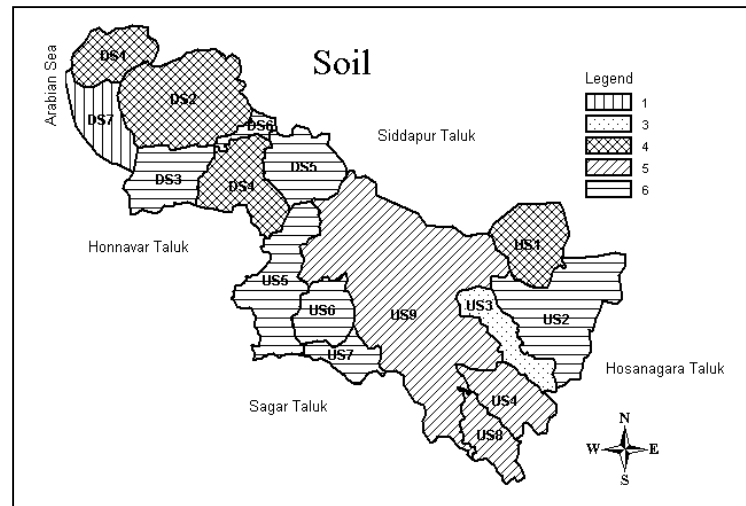 Soil
Arabian Sea
DS1
DS2
DS7
DS6
DS3
DS4
DS5
Siddapur Taluk
Legend
1
3
4
5
6
Honnavar Taluk
US1
US5
US6
US9
US3
US2
US7
Hosanagara Taluk
US4
Sagar Taluk
US8
N
W
E
S